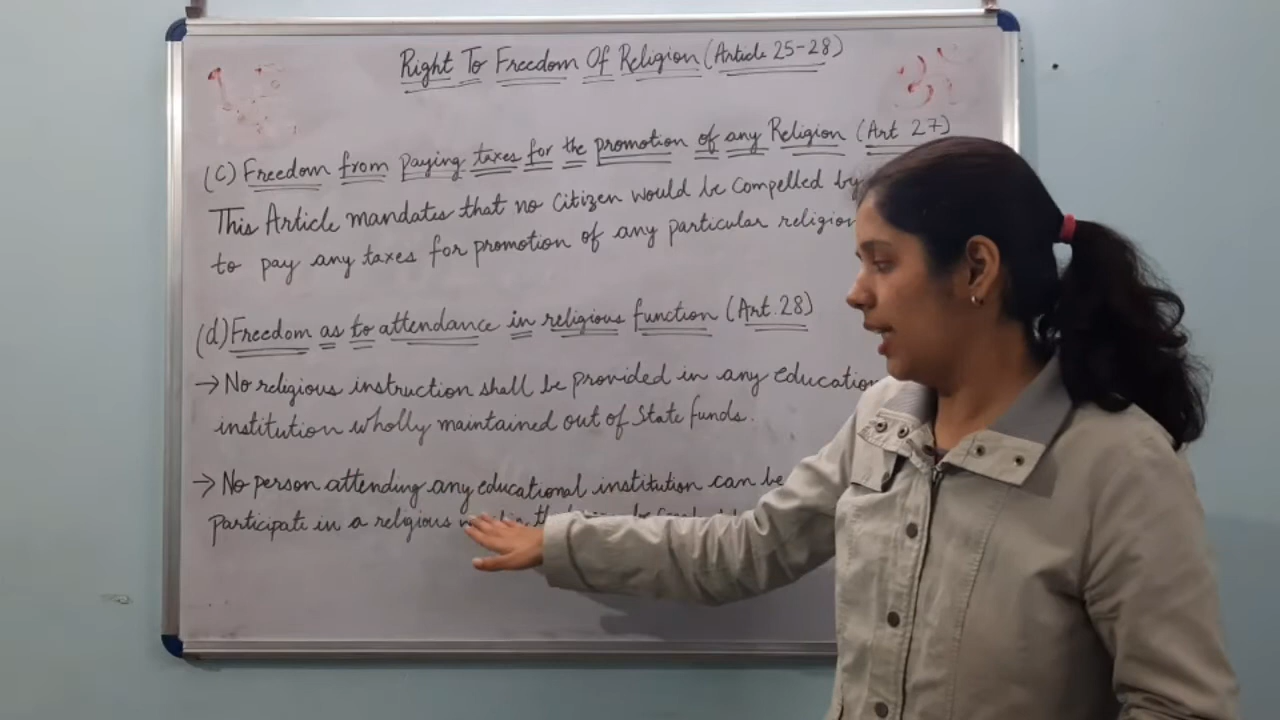 Right To Freedom Of Religion (Article 25-28)
ॐ
(c) Freedom from paying taxes for the promotion of any Religion (Art 27)
This Article mandates that no Citizen would be Compelled by
to pay any taxes for promotion of any particular religion
(d) Freedom as to attendance in religious function (Art. 28)
→ No religious instruction shall be provided in any education
institution wholly maintained out of State funds.
→ No person attending any educational institution can be
participate in a religious